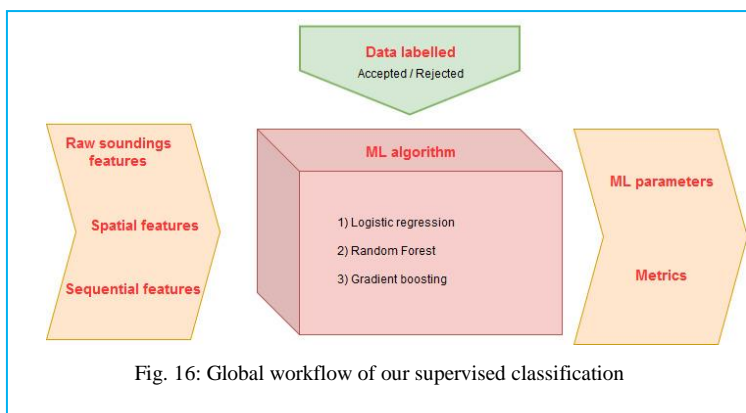 Data labelled
Accepted / Rejected
Raw soundings
features
Spatial features
Sequential features
ML algorithm
1) Logistic regression
2) Random Forest
3) Gradient boosting
ML parameters
Metrics
Fig. 16: Global workflow of our supervised classification